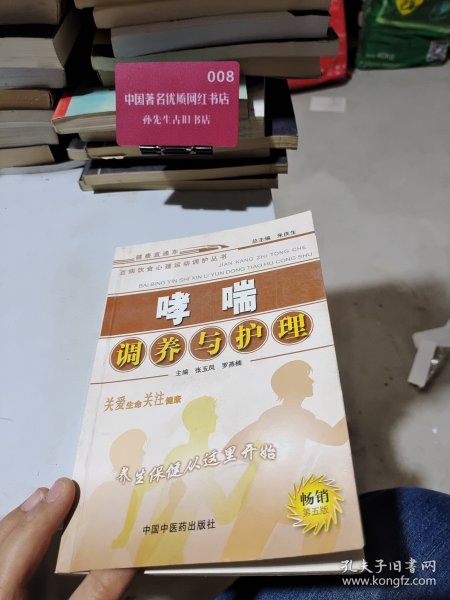 008
中国著名优质网红书店
孙先生古旧书店
健康直通车
总主编 朱庆生
JIAN KANG ZHI TONG CHE
百病饮食心理运动调护丛书
BAI BING YIN SHI XIN LI YUN DONG TIAO HU CONG SHU
哮喘
调养与护理
主编 张玉凤 罗燕楠
关爱生命关注健康
养生保健从这里开始
畅销
第五版
中国中医药出版社
孔夫子旧书网
www.kongfz.com